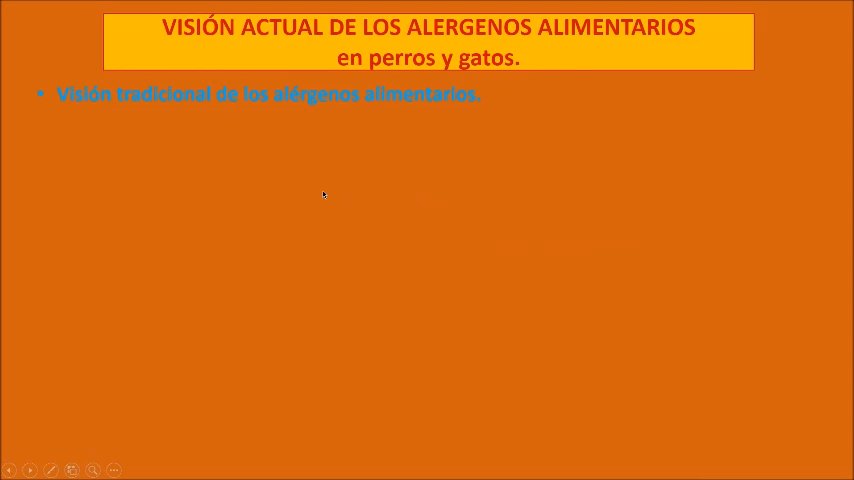 VISIÓN ACTUAL DE LOS ALERGENOS ALIMENTARIOS
en perros y gatos.
• Visión tradicional de los alérgenos alimentarios.